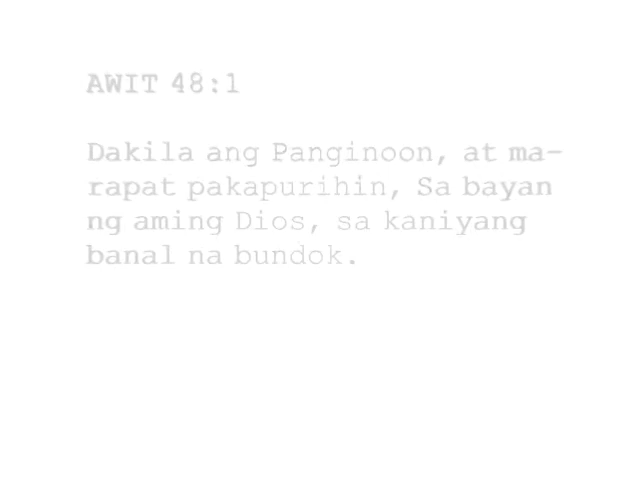 AWIT 48:1
Dakila ang Panginoon, at ma-
rapat pakapurihin, Sa bayan
ng aming Dios, sa kaniyang
banal na bundok.